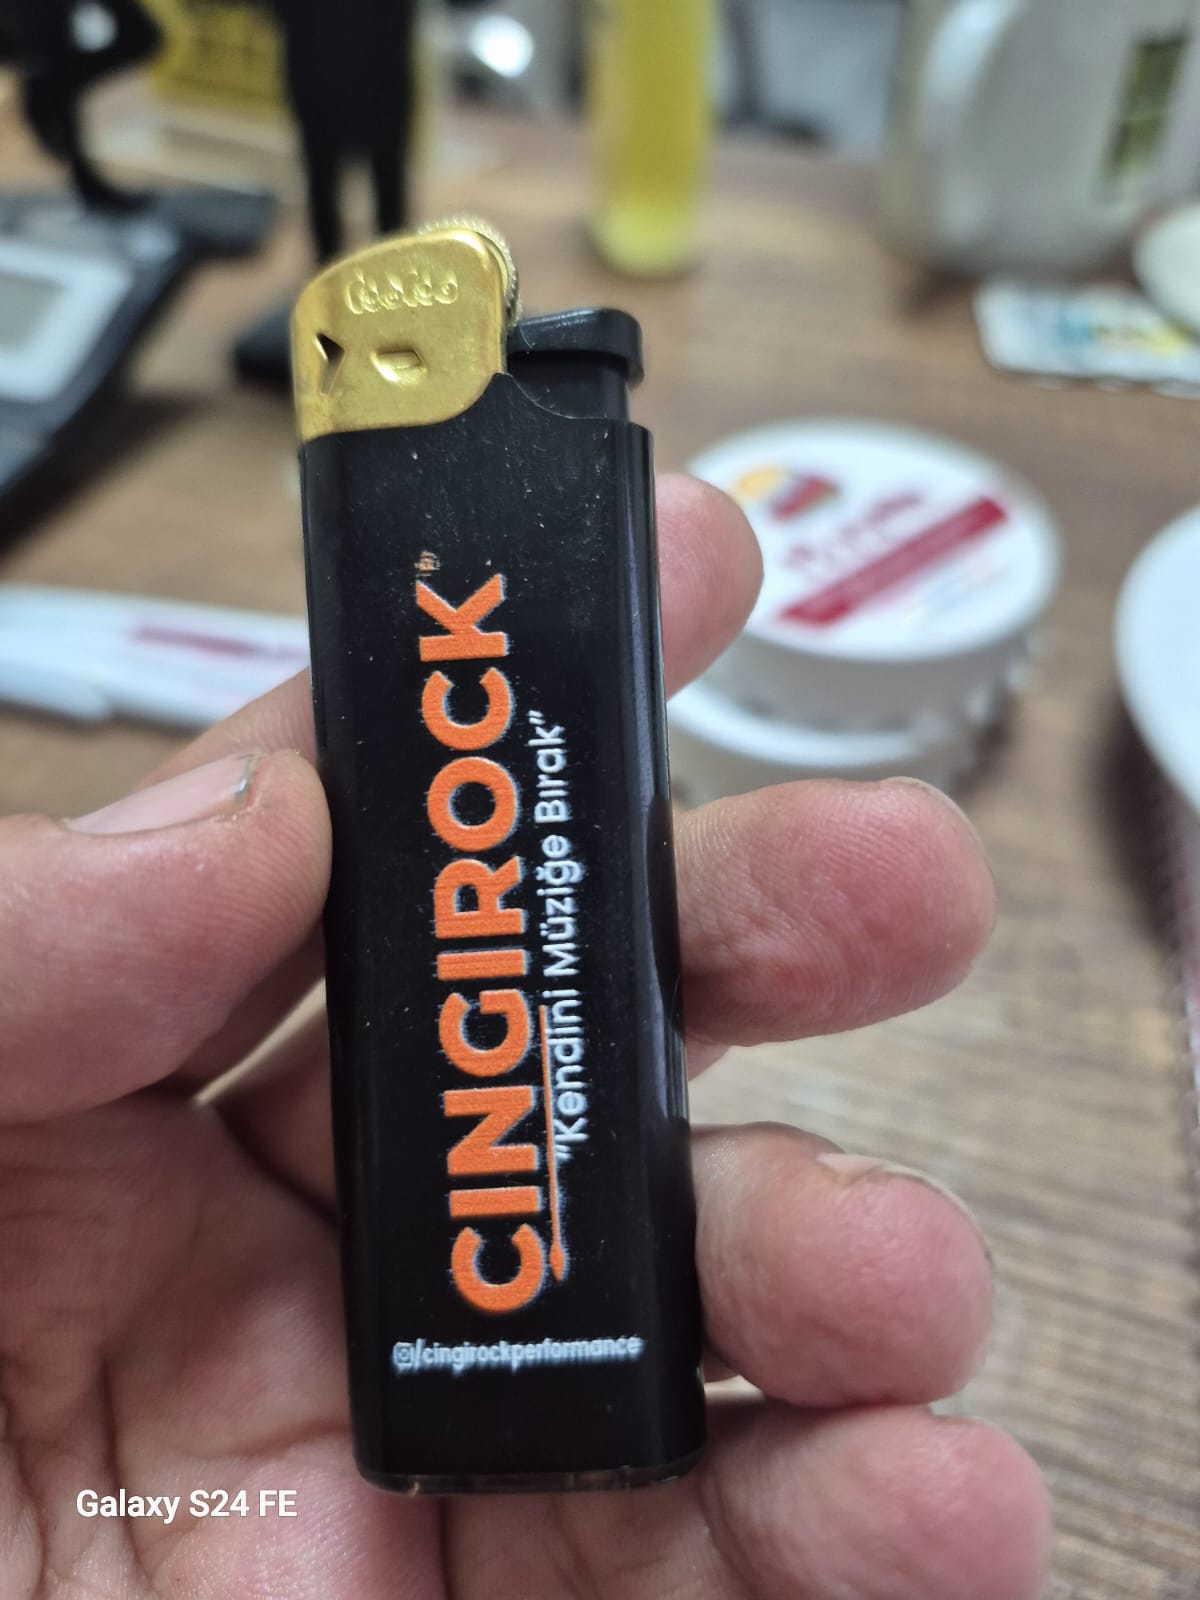 CINGIROCK
"Kendini Müziğe Bırak"
@/cingirockperformance
Galaxy S24 FE